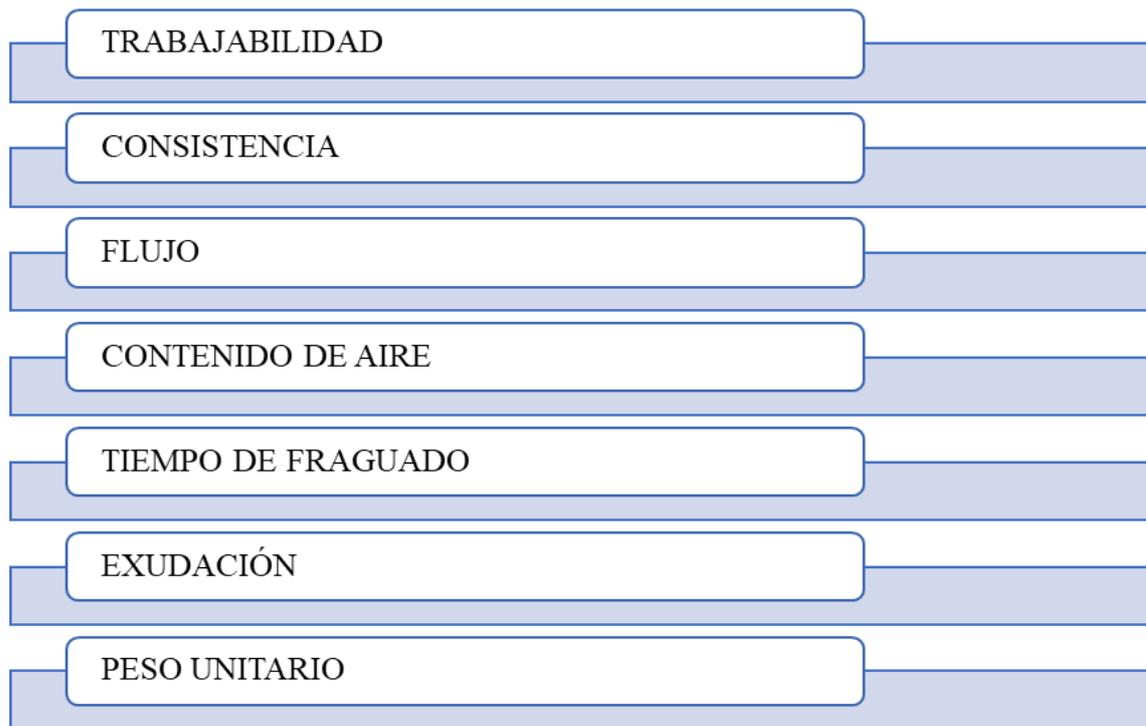 TRABAJABILIDAD
CONSISTENCIA
FLUJO
CONTENIDO DE AIRE
TIEMPO DE FRAGUADO
EXUDACIÓN
PESO UNITARIO